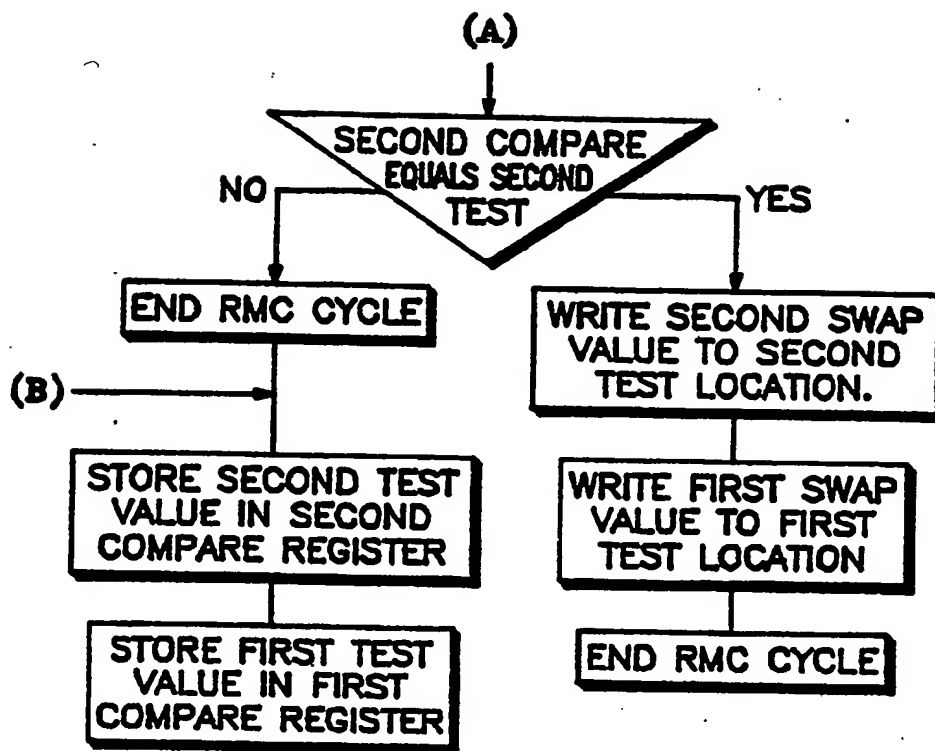 (A)
SECOND COMPARE
EQUALS SECOND
TEST
NO
YES
END RMC CYCLE
WRITE SECOND SWAP
VALUE TO SECOND
TEST LOCATION.
(B)
STORE SECOND TEST
VALUE IN SECOND
COMPARE REGISTER
WRITE FIRST SWAP
VALUE TO FIRST
TEST LOCATION
STORE FIRST TEST
VALUE IN FIRST
COMPARE REGISTER
END RMC CYCLE